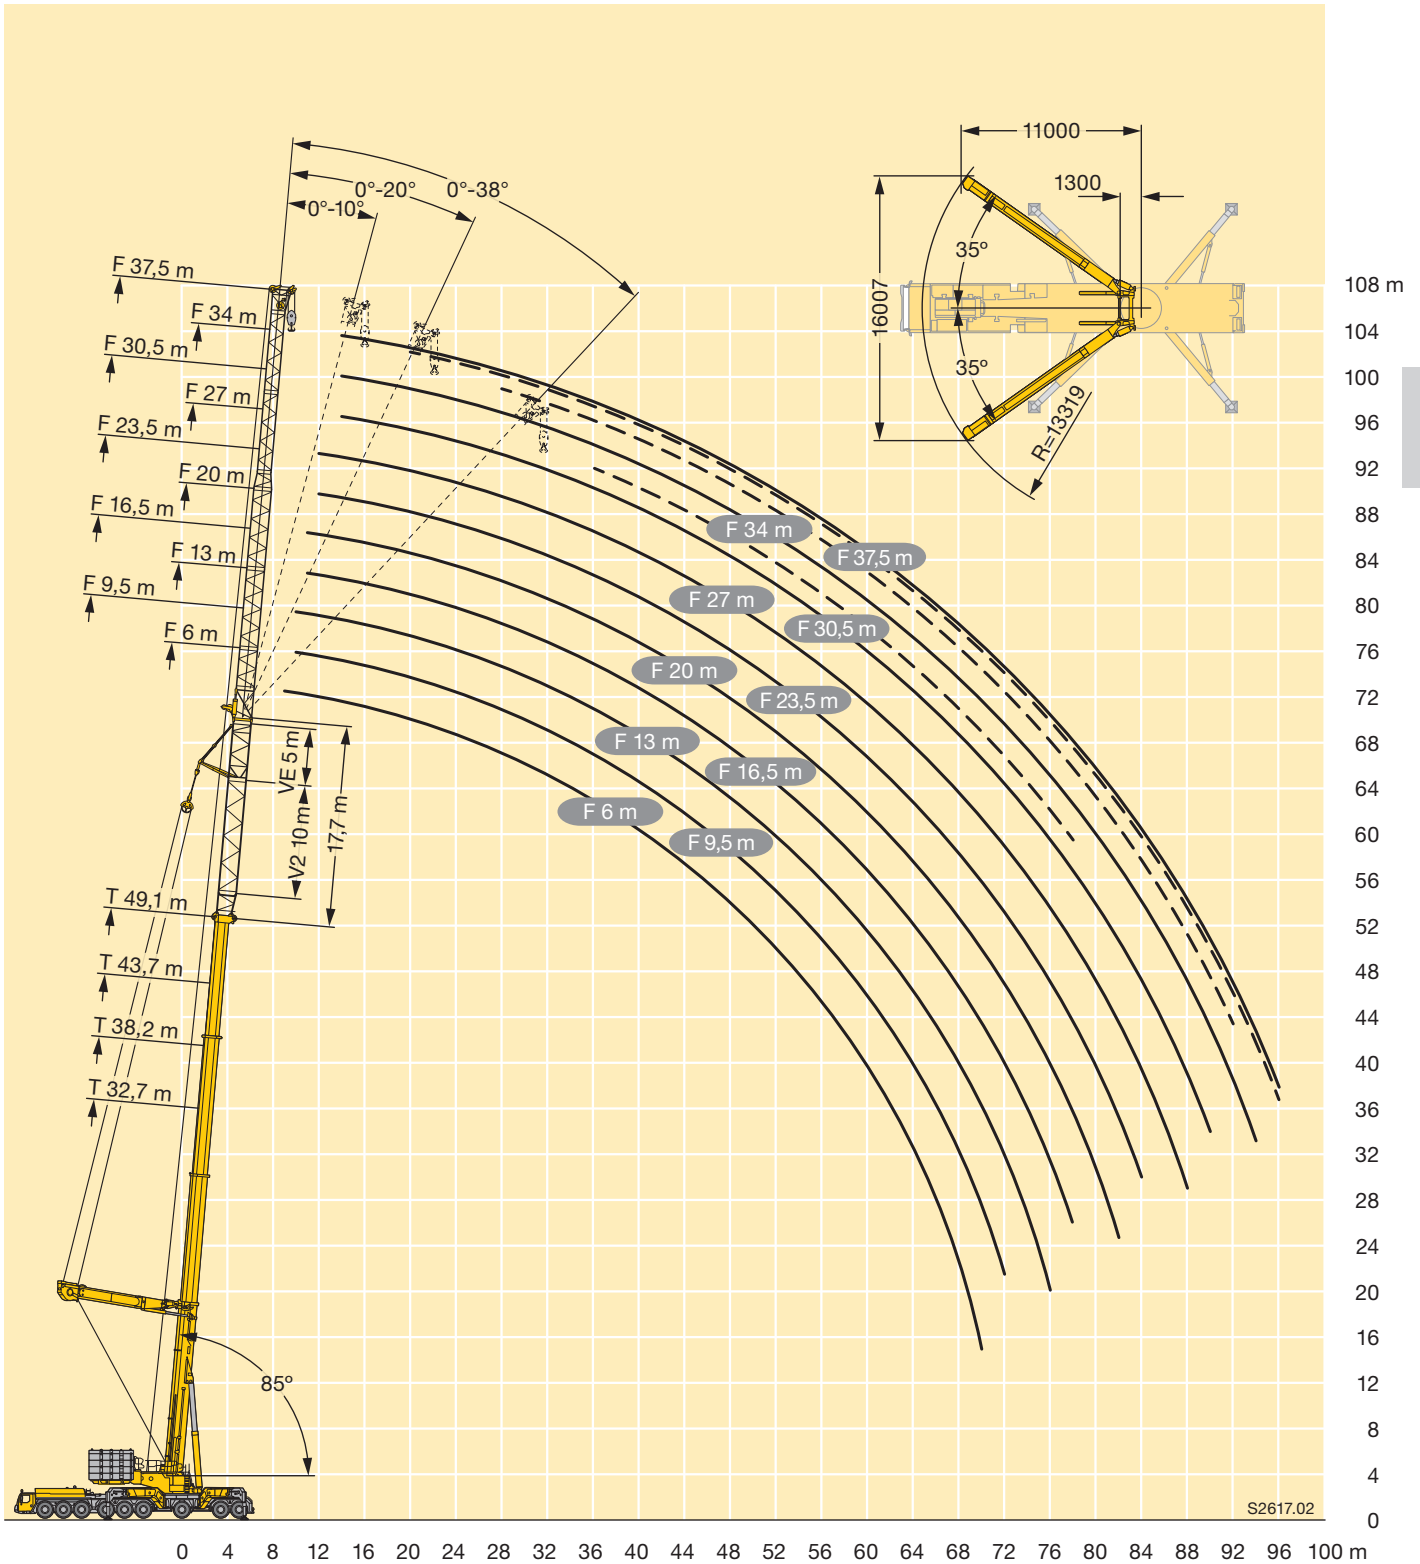 11000
1300
16007
35°
35°
R=13319
0°-38°
0°-20°
0°-10°
F 37,5 m
F 34 m
F 30,5 m
F 27 m
F 23,5 m
F 20 m
F 16,5 m
F 13 m
F 9,5 m
F 6 m
VE 5 m
V2 10 m
17,7 m
T 49,1 m
T 43,7 m
T 38,2 m
T 32,7 m
85°
F 34 m
F 37,5 m
F 27 m
F 30,5 m
F 20 m
F 23,5 m
F 13 m
F 16,5 m
F 6 m
F 9,5 m
108 m
104
100
96
92
88
84
80
76
72
68
64
60
56
52
48
44
40
36
32
28
24
20
16
12
8
4
0
S2617.02
0 4 8 12 16 20 24 28 32 36 40 44 48 52 56 60 64 68 72 76 80 84 88 92 96 100 m